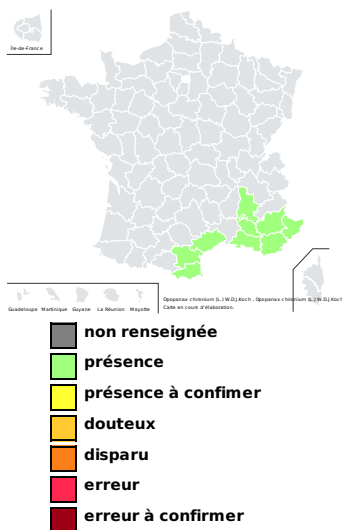 Île-de-France
Guadeloupe Martinique Guyane La Réunion Mayotte
Opopanax chironium (L.) W.D.J.Koch , Opopanax chironium (L.) W.D.J.Koch
Carte en cours d'élaboration.
non renseignée
présence
présence à confimer
douteux
disparu
erreur
erreur à confirmer